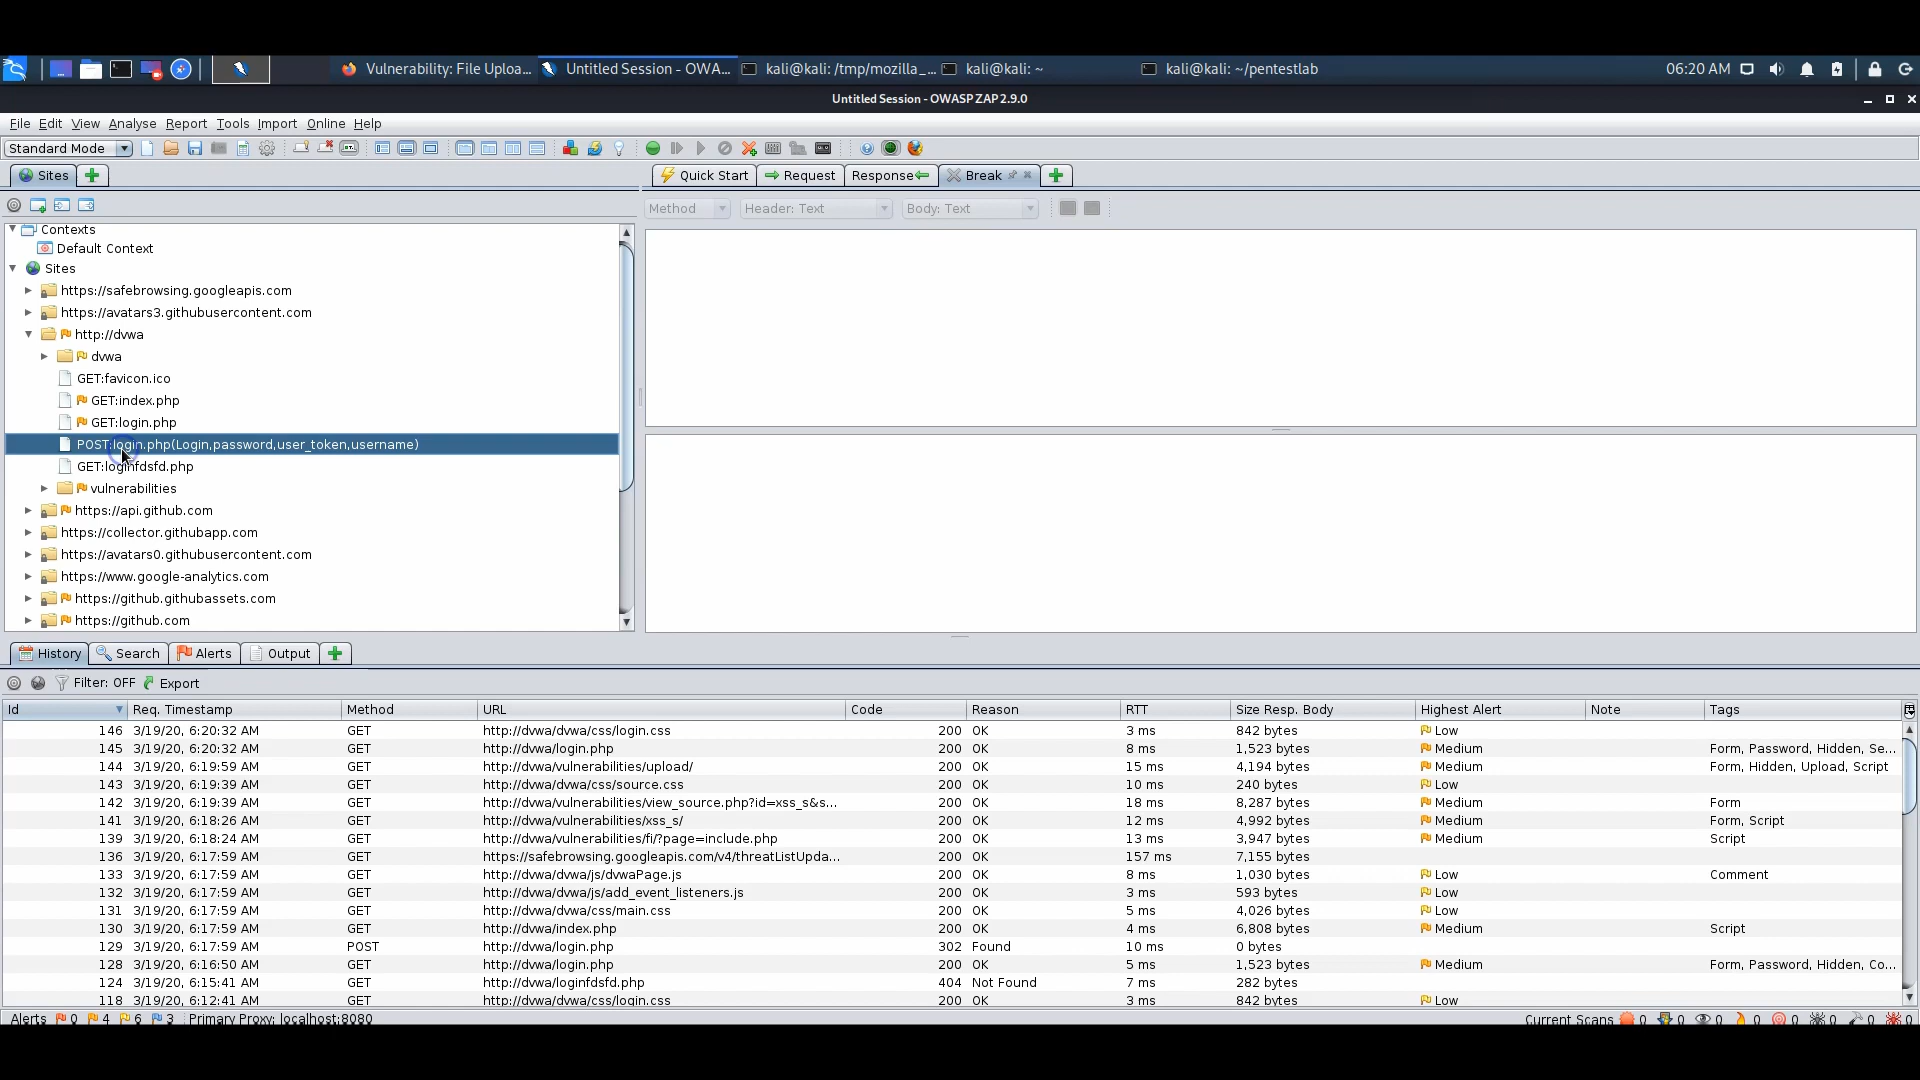 Vulnerability: File Uploa...
Untitled Session - OWA...
kali@kali: /tmp/mozilla_...
kali@kali: ~
kali@kali: ~/pentestlab
06:20 AM
Untitled Session - OWASP ZAP 2.9.0
File Edit View Analyse Report Tools Import Online Help
Standard Mode
Sites
Quick Start
Request
Response
Break
Method
Header: Text
Body: Text
Contexts
Default Context
Sites
https://safebrowsing.googleapis.com
https://avatars3.githubusercontent.com
http://dvwa
dvwa
GET:favicon.ico
GET:index.php
GET:login.php
POST:login.php(Login,password,user_token,username)
GET:loginfdsfd.php
vulnerabilities
https://api.github.com
https://collector.githubapp.com
https://avatars0.githubusercontent.com
https://www.google-analytics.com
https://github.githubassets.com
https://github.com
History Search Alerts Output
Filter: OFF Export
Id Req. Timestamp Method URL Code Reason RTT Size Resp. Body Highest Alert Note Tags
146 3/19/20, 6:20:32 AM GET http://dvwa/dvwa/css/login.css 200 OK 3 ms 842 bytes Low
145 3/19/20, 6:20:32 AM GET http://dvwa/login.php 200 OK 8 ms 1,523 bytes Medium Form, Password, Hidden, Se...
144 3/19/20, 6:19:59 AM GET http://dvwa/vulnerabilities/upload/ 200 OK 15 ms 4,194 bytes Medium Form, Hidden, Upload, Script
143 3/19/20, 6:19:39 AM GET http://dvwa/dvwa/css/source.css 200 OK 10 ms 240 bytes Low
142 3/19/20, 6:19:39 AM GET http://dvwa/vulnerabilities/view_source.php?id=xss_s&s... 200 OK 18 ms 8,287 bytes Medium Form
141 3/19/20, 6:18:26 AM GET http://dvwa/vulnerabilities/xss_s/ 200 OK 12 ms 4,992 bytes Medium Form, Script
139 3/19/20, 6:18:24 AM GET http://dvwa/vulnerabilities/fi/?page=include.php 200 OK 13 ms 3,947 bytes Medium Script
136 3/19/20, 6:17:59 AM GET https://safebrowsing.googleapis.com/v4/threatListUpda... 200 OK 157 ms 7,155 bytes
133 3/19/20, 6:17:59 AM GET http://dvwa/dvwa/js/dvwaPage.js 200 OK 8 ms 1,030 bytes Low Comment
132 3/19/20, 6:17:59 AM GET http://dvwa/dvwa/js/add_event_listeners.js 200 OK 3 ms 593 bytes Low
131 3/19/20, 6:17:59 AM GET http://dvwa/dvwa/css/main.css 200 OK 5 ms 4,026 bytes Low
130 3/19/20, 6:17:59 AM GET http://dvwa/index.php 200 OK 4 ms 6,808 bytes Medium Script
129 3/19/20, 6:17:59 AM POST http://dvwa/login.php 302 Found 10 ms 0 bytes
128 3/19/20, 6:16:50 AM GET http://dvwa/login.php 200 OK 5 ms 1,523 bytes Medium Form, Password, Hidden, Co...
124 3/19/20, 6:15:41 AM GET http://dvwa/loginfdsfd.php 404 Not Found 7 ms 282 bytes
118 3/19/20, 6:12:41 AM GET http://dvwa/dvwa/css/login.css 200 OK 3 ms 842 bytes Low
Alerts 0 4 6 3 Primary Proxy: localhost:8080 Current Scans 0 0 0 0 0 0 0 0